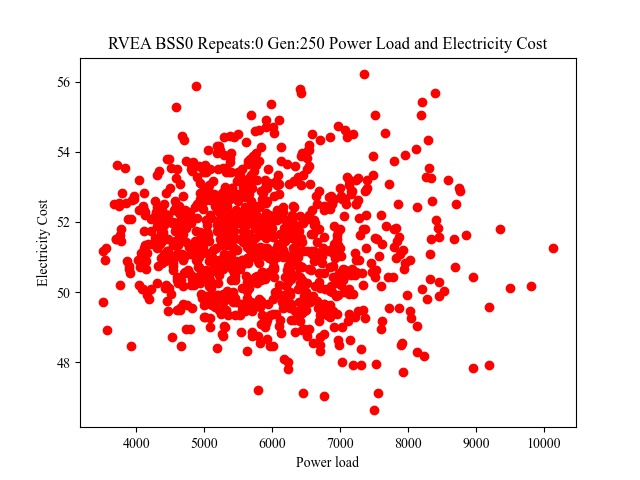 RVEA BSS0 Repeats:0 Gen:250 Power Load and Electricity Cost
Electricity Cost
56
54
52
50
48
4000 5000 6000 7000 8000 9000 10000
Power load